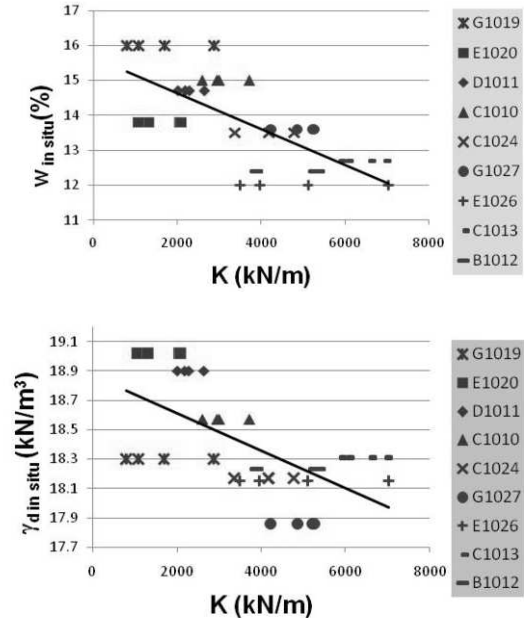 16
15
14
13
12
11
W in situ (%)
0 2000 4000 6000 8000
K (kN/m)
G1019
E1020
D1011
C1010
C1024
G1027
E1026
C1013
B1012
19.1
18.9
18.7
18.5
18.3
18.1
17.9
17.7
γd in situ (kN/m³)
0 2000 4000 6000 8000
K (kN/m)
G1019
E1020
D1011
C1010
C1024
G1027
E1026
C1013
B1012